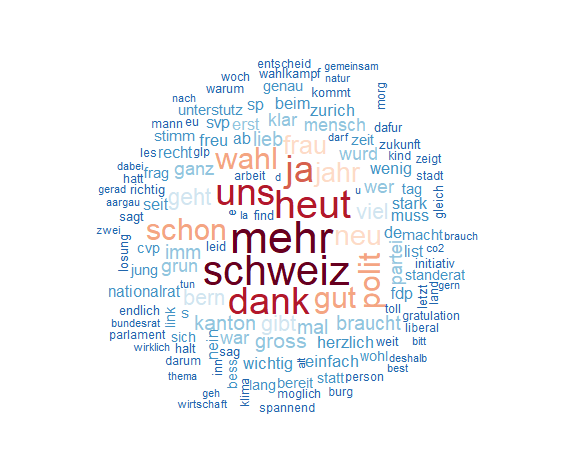 entscheid gemeinsam
woch wahlkampf natur
warum genau kommt morg
nach unterstutz sp beim zurich
mann eu svp erst klar mensch dafur
stimm freu ab lieb frau darf zeit zukunft
les recht glp wahl wurd kind zeigt
dabei frag ganz ja jahr wenig stadt
hatt arbeit d wer tag
gerad richtig geht uns heut u viel stark gleich
aargau seit e la find muss
zwei sagt schon mehr neu de macht brauch
losung cvp imm leid partei list co2
jung grun schweiz polit standerat initiativ
nationalrat tun bern dank gut fdp letzt land gern
endlich link s toll gratulation
bundesrat kanton gibt mal braucht liberal
parlament nein war gross herzlich weit bitt
wirklich halt sich sag
darum inn bess wichtig all einfach wohl deshalb
thema lang bereit statt person best
geh klima moglich burg
wirtschaft spannend